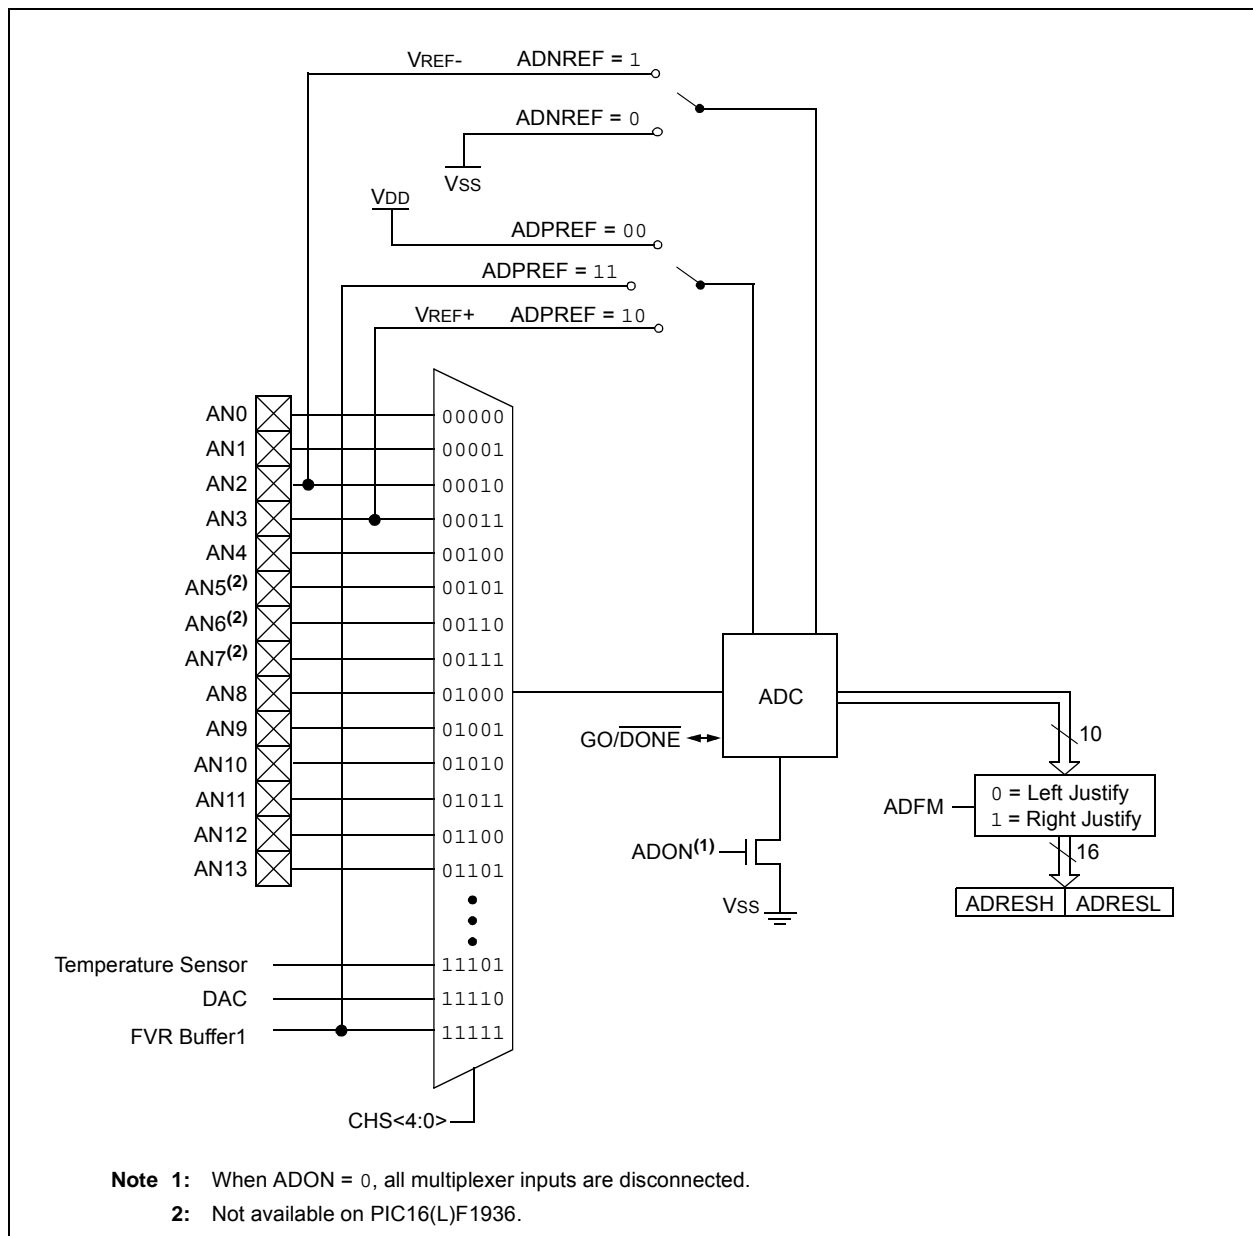 VREF- ADNREF = 1
ADNREF = 0
VSS
VDD
ADPREF = 00
ADPREF = 11
VREF+ ADPREF = 10
AN0 00000
AN1 00001
AN2 00010
AN3 00011
AN4 00100
AN5(2) 00101
AN6(2) 00110
AN7(2) 00111
AN8 01000
AN9 01001
AN10 01010
AN11 01011
AN12 01100
AN13 01101
Temperature Sensor 11101
DAC 11110
FVR Buffer1 11111
CHS<4:0>
ADC
GO/DONE
ADON(1)
VSS
10
ADFM
0 = Left Justify
1 = Right Justify
16
ADRESH ADRESL
Note 1: When ADON = 0, all multiplexer inputs are disconnected.
2: Not available on PIC16(L)F1936.